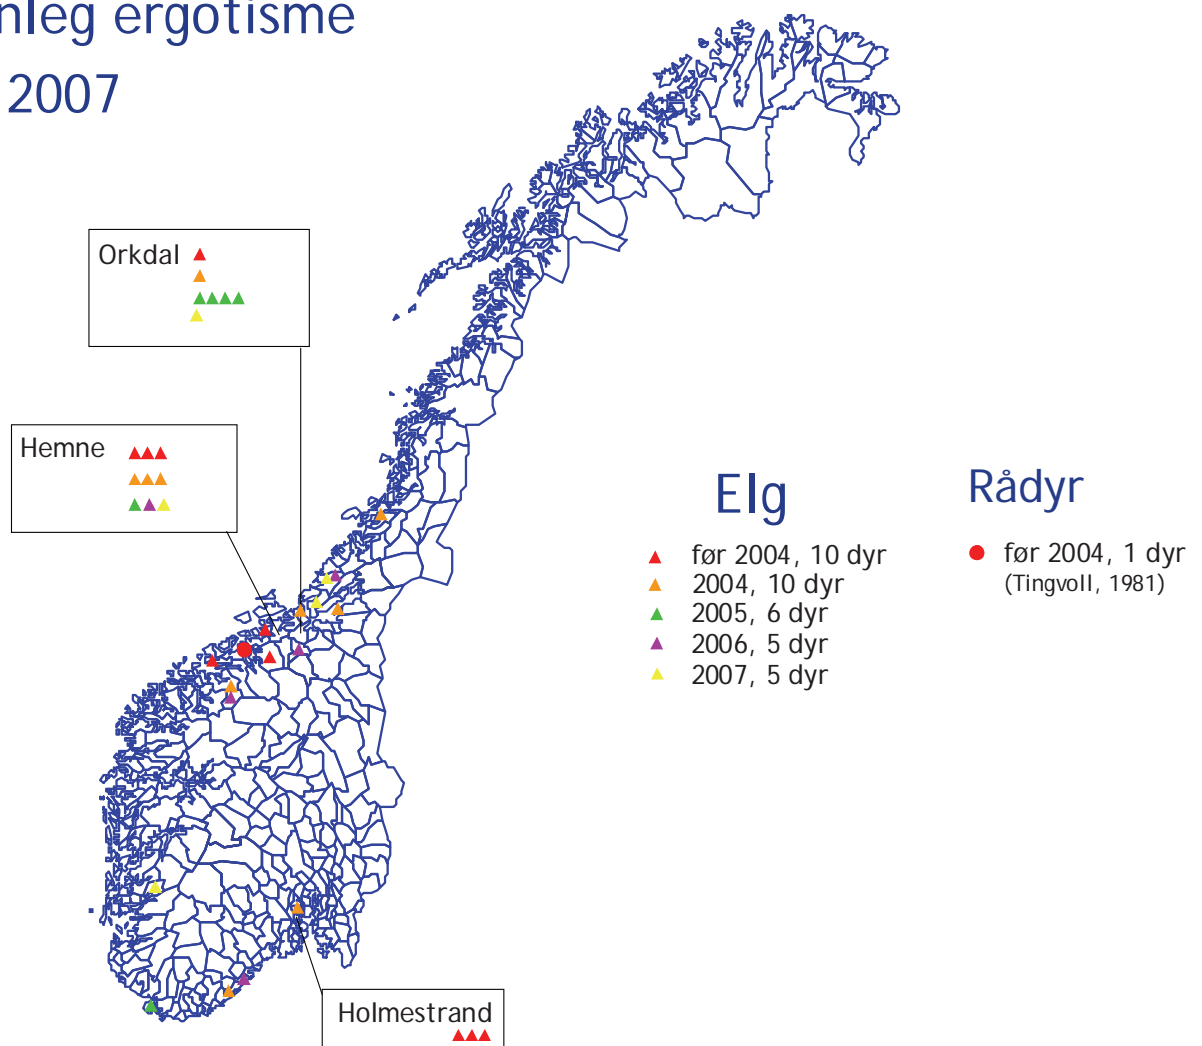 nleg ergotisme
2007
Orkdal
Hemne
Elg
før 2004, 10 dyr
2004, 10 dyr
2005, 6 dyr
2006, 5 dyr
2007, 5 dyr
Rådyr
før 2004, 1 dyr
(Tingvoll, 1981)
Holmestrand